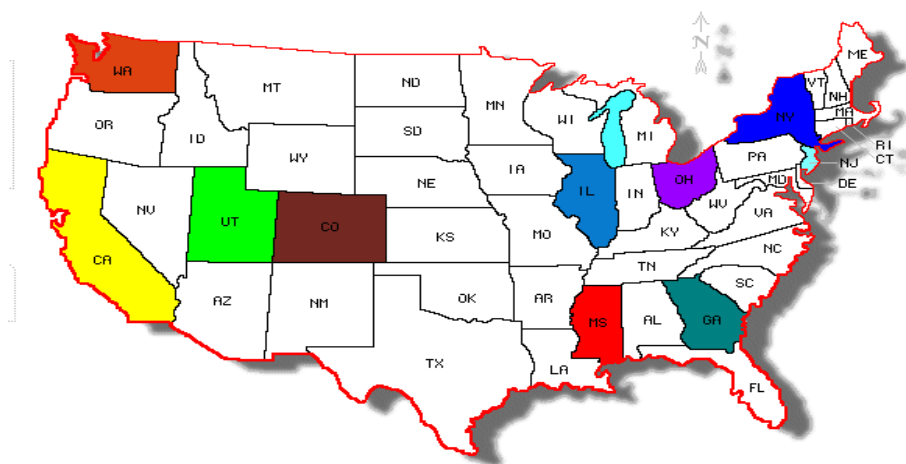 N
WA
ME
MT
ND
VT
NH
MN
OR
MA
NY
WI
MI
ID
SD
RI
CT
WY
IA
PA
NJ
OH
NE
MD
DE
IL
IN
NV
UT
CO
WV
VA
KS
MO
KY
CA
NC
TN
SC
AZ
NM
OK
AR
MS
AL
GA
TX
LA
FL